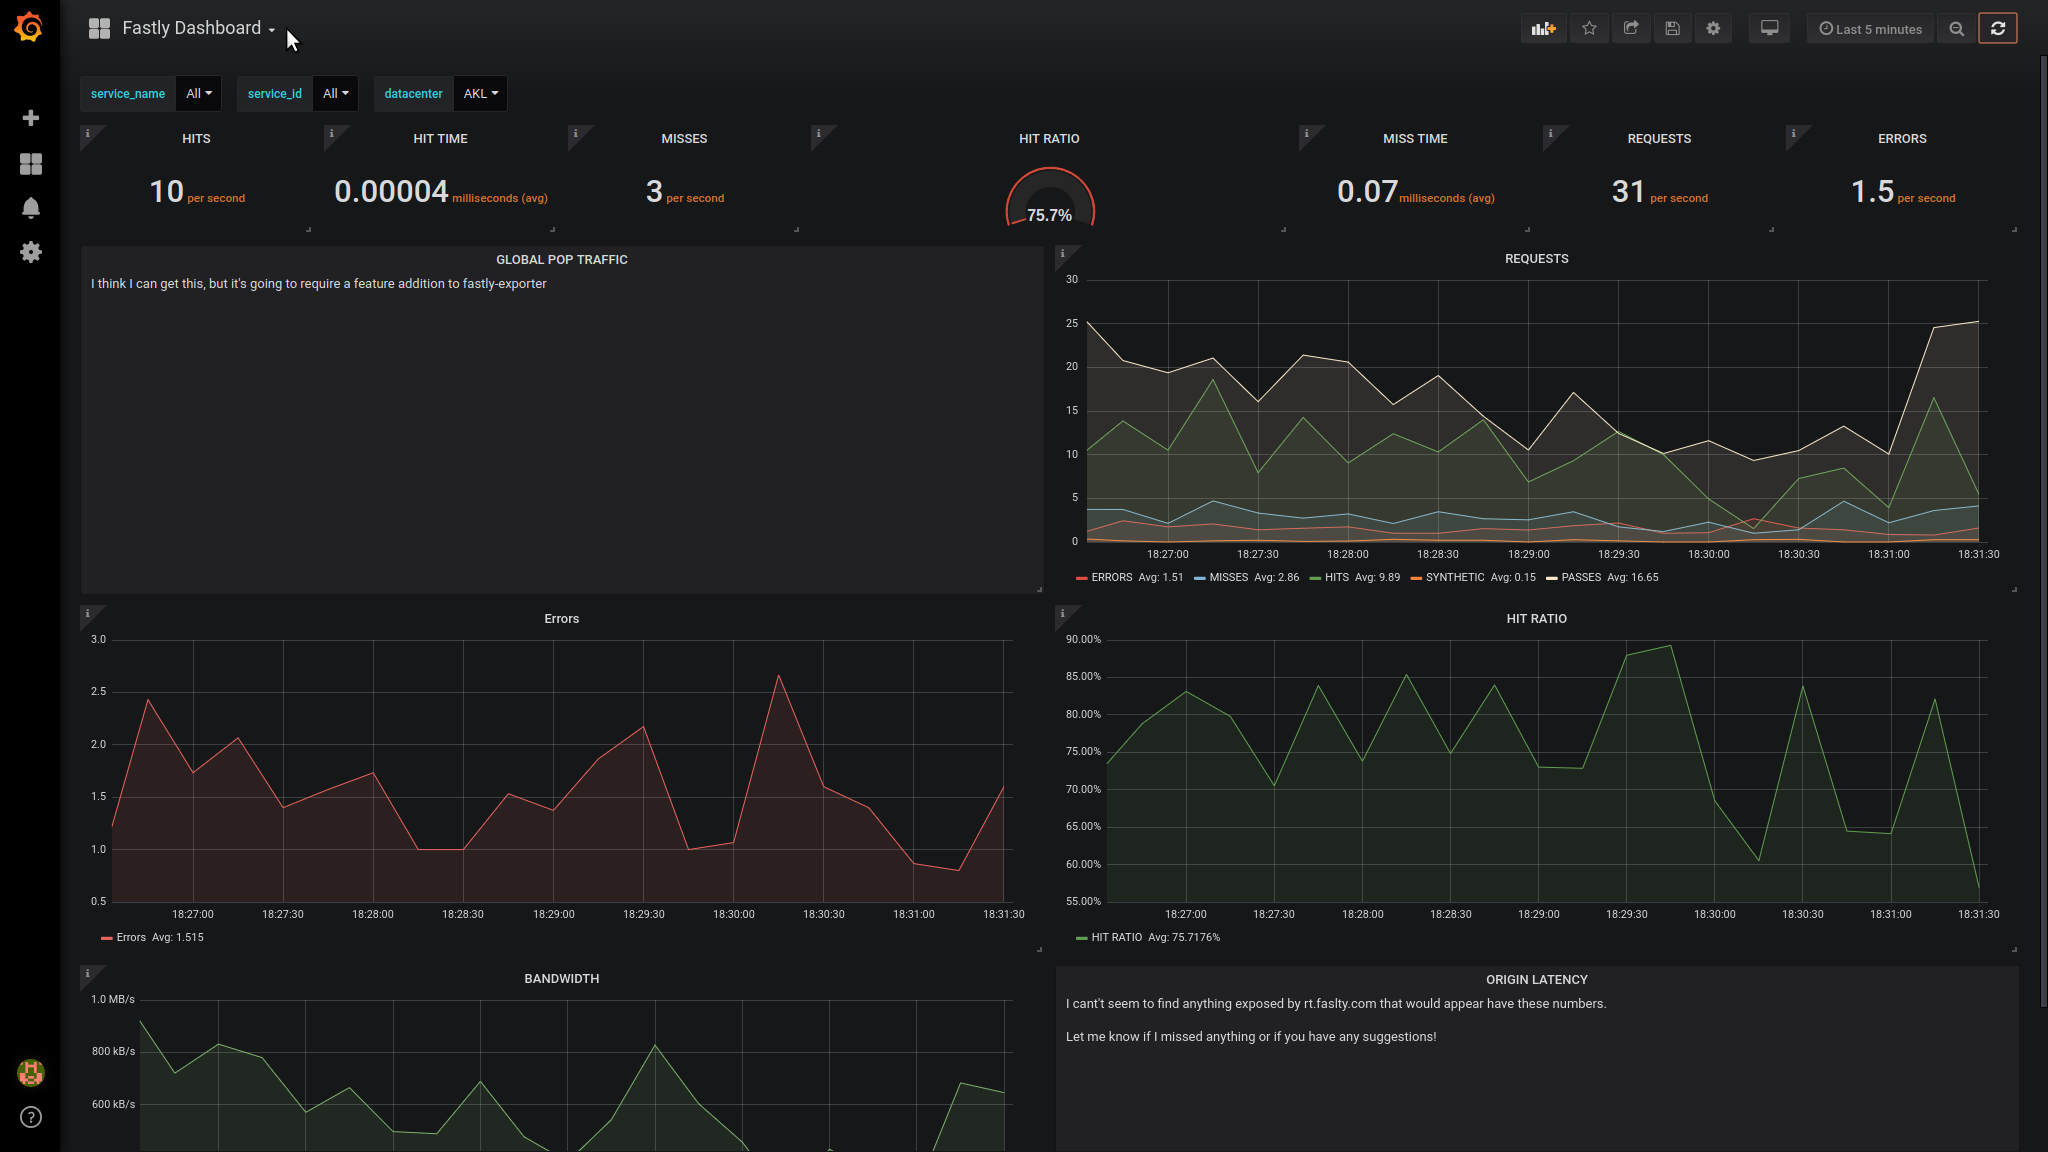 Fastly Dashboard
Last 5 minutes
service_name All service_id All datacenter AKL
HITS
10 per second
HIT TIME
0.00004 milliseconds (avg)
MISSES
3 per second
HIT RATIO
75.7%
MISS TIME
0.07 milliseconds (avg)
REQUESTS
31 per second
ERRORS
1.5 per second
GLOBAL POP TRAFFIC
I think I can get this, but it's going to require a feature addition to fastly-exporter
REQUESTS
30
25
20
15
10
5
0
18:27:00 18:27:30 18:28:00 18:28:30 18:29:00 18:29:30 18:30:00 18:30:30 18:31:00 18:31:30
ERRORS Avg: 1.51 MISSES Avg: 2.86 HITS Avg: 9.89 SYNTHETIC Avg: 0.15 PASSES Avg: 16.65
Errors
3.0
2.5
2.0
1.5
1.0
0.5
18:27:00 18:27:30 18:28:00 18:28:30 18:29:00 18:29:30 18:30:00 18:30:30 18:31:00 18:31:30
Errors Avg: 1.515
HIT RATIO
90.00%
85.00%
80.00%
75.00%
70.00%
65.00%
60.00%
55.00%
18:27:00 18:27:30 18:28:00 18:28:30 18:29:00 18:29:30 18:30:00 18:30:30 18:31:00 18:31:30
HIT RATIO Avg: 75.7176%
BANDWIDTH
1.0 MB/s
800 kB/s
600 kB/s
ORIGIN LATENCY
I cant't seem to find anything exposed by rt.faslty.com that would appear have these numbers.
Let me know if I missed anything or if you have any suggestions!